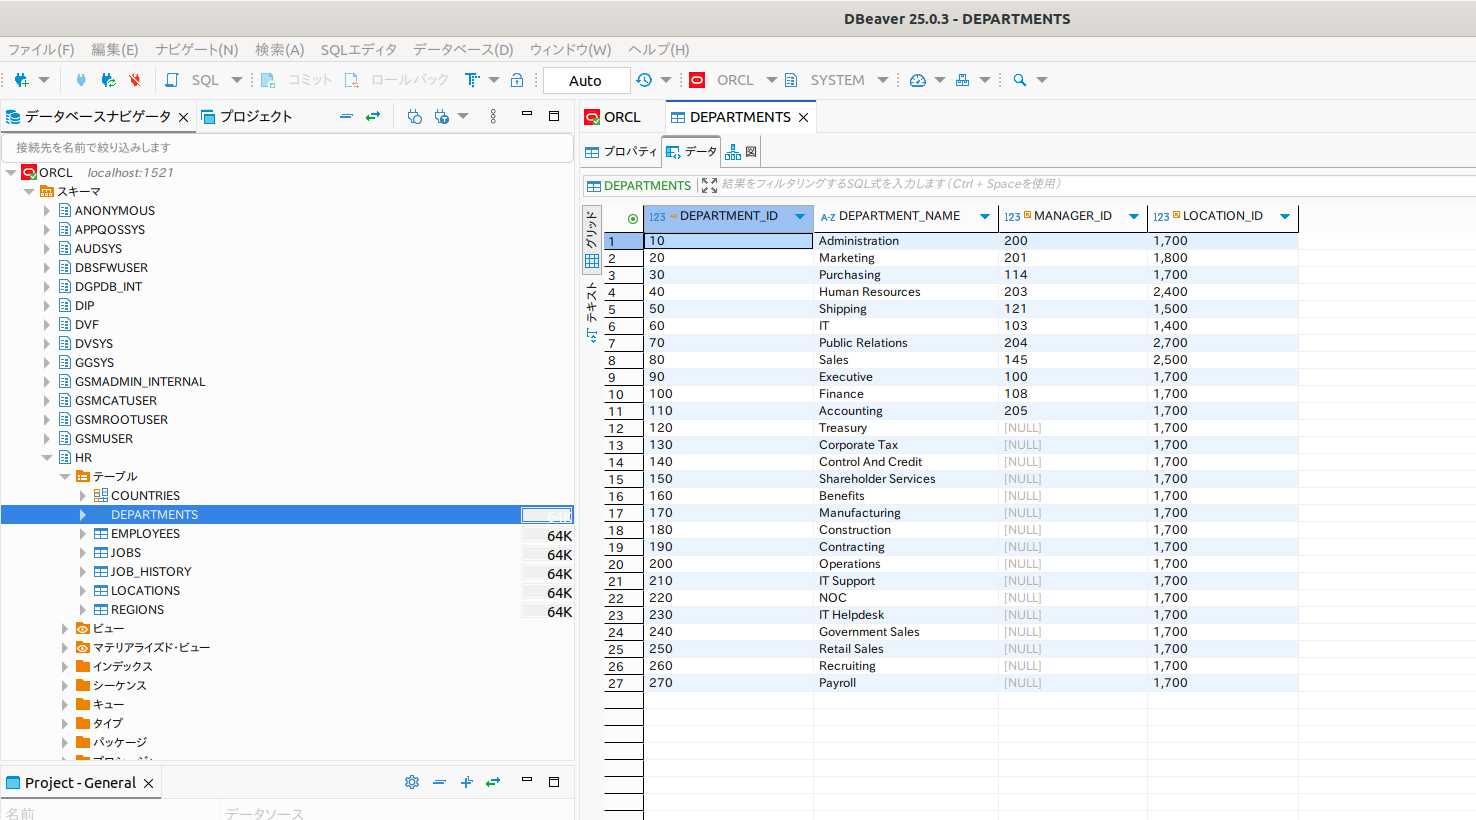 DBeaver 25.0.3 - DEPARTMENTS
ファイル(F) 編集(E) ナビゲート(N) 検索(A) SQLエディタ データベース(D) ウィンドウ(W) ヘルプ(H)
SQL コミット ロールバック Auto ORCL SYSTEM
データベースナビゲータ プロジェクト
接続先を名前で絞り込みします
ORCL localhost:1521
スキーマ
ANONYMOUS
APPQOSSYS
AUDSYS
DBSFWUSER
DGPDB_INT
DIP
DVF
DVSYS
GGSYS
GSMADMIN_INTERNAL
GSMCATUSER
GSMROOTUSER
GSMUSER
HR
テーブル
COUNTRIES
DEPARTMENTS 64K
EMPLOYEES 64K
JOBS 64K
JOB_HISTORY 64K
LOCATIONS 64K
REGIONS 64K
ビュー
マテリアライズド・ビュー
インデックス
シーケンス
キュー
タイプ
パッケージ
Project - General
名前 データソース
ORCL DEPARTMENTS
プロパティ データ 図
DEPARTMENTS 結果をフィルタリングするSQL式を入力します(Ctrl + Spaceを使用)
グリッド
テキスト
123 DEPARTMENT_ID A-Z DEPARTMENT_NAME 123 MANAGER_ID 123 LOCATION_ID
1 10 Administration 200 1,700
2 20 Marketing 201 1,800
3 30 Purchasing 114 1,700
4 40 Human Resources 203 2,400
5 50 Shipping 121 1,500
6 60 IT 103 1,400
7 70 Public Relations 204 2,700
8 80 Sales 145 2,500
9 90 Executive 100 1,700
10 100 Finance 108 1,700
11 110 Accounting 205 1,700
12 120 Treasury [NULL] 1,700
13 130 Corporate Tax [NULL] 1,700
14 140 Control And Credit [NULL] 1,700
15 150 Shareholder Services [NULL] 1,700
16 160 Benefits [NULL] 1,700
17 170 Manufacturing [NULL] 1,700
18 180 Construction [NULL] 1,700
19 190 Contracting [NULL] 1,700
20 200 Operations [NULL] 1,700
21 210 IT Support [NULL] 1,700
22 220 NOC [NULL] 1,700
23 230 IT Helpdesk [NULL] 1,700
24 240 Government Sales [NULL] 1,700
25 250 Retail Sales [NULL] 1,700
26 260 Recruiting [NULL] 1,700
27 270 Payroll [NULL] 1,700